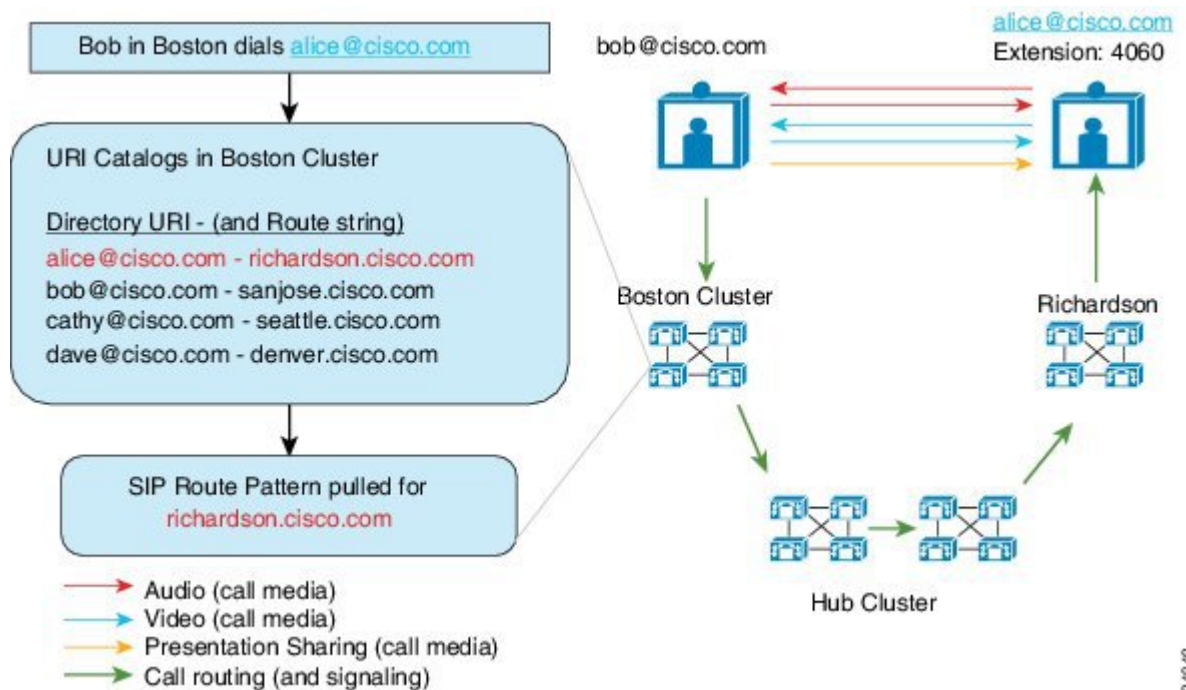 Bob in Boston dials alice@cisco.com
URI Catalogs in Boston Cluster
Directory URI - (and Route string)
alice@cisco.com - richardson.cisco.com
bob@cisco.com - sanjose.cisco.com
cathy@cisco.com - seattle.cisco.com
dave@cisco.com - denver.cisco.com
SIP Route Pattern pulled for
richardson.cisco.com
Audio (call media)
Video (call media)
Presentation Sharing (call media)
Call routing (and signaling)
bob@cisco.com
alice@cisco.com
Extension: 4060
Boston Cluster
Richardson
Hub Cluster